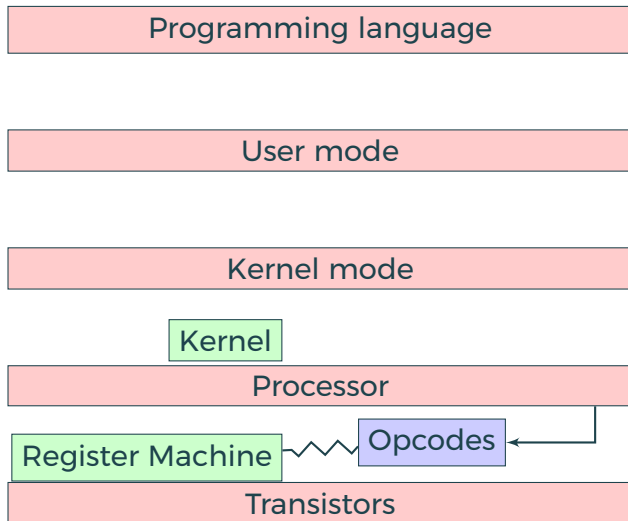 Programming language
User mode
Kernel mode
Kernel
Processor
Opcodes
Register Machine
Transistors